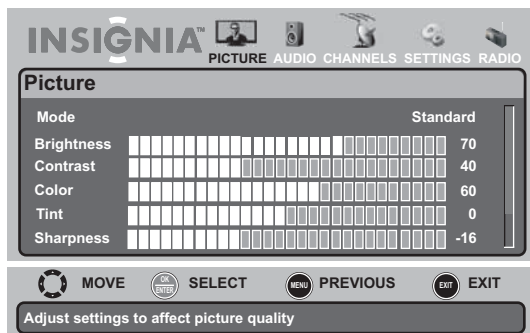 INSIGNIA™
PICTURE AUDIO CHANNELS SETTINGS RADIO
Picture
Mode Standard
Brightness 70
Contrast 40
Color 60
Tint 0
Sharpness -16
MOVE OK ENTER SELECT MENU PREVIOUS EXIT EXIT
Adjust settings to affect picture quality